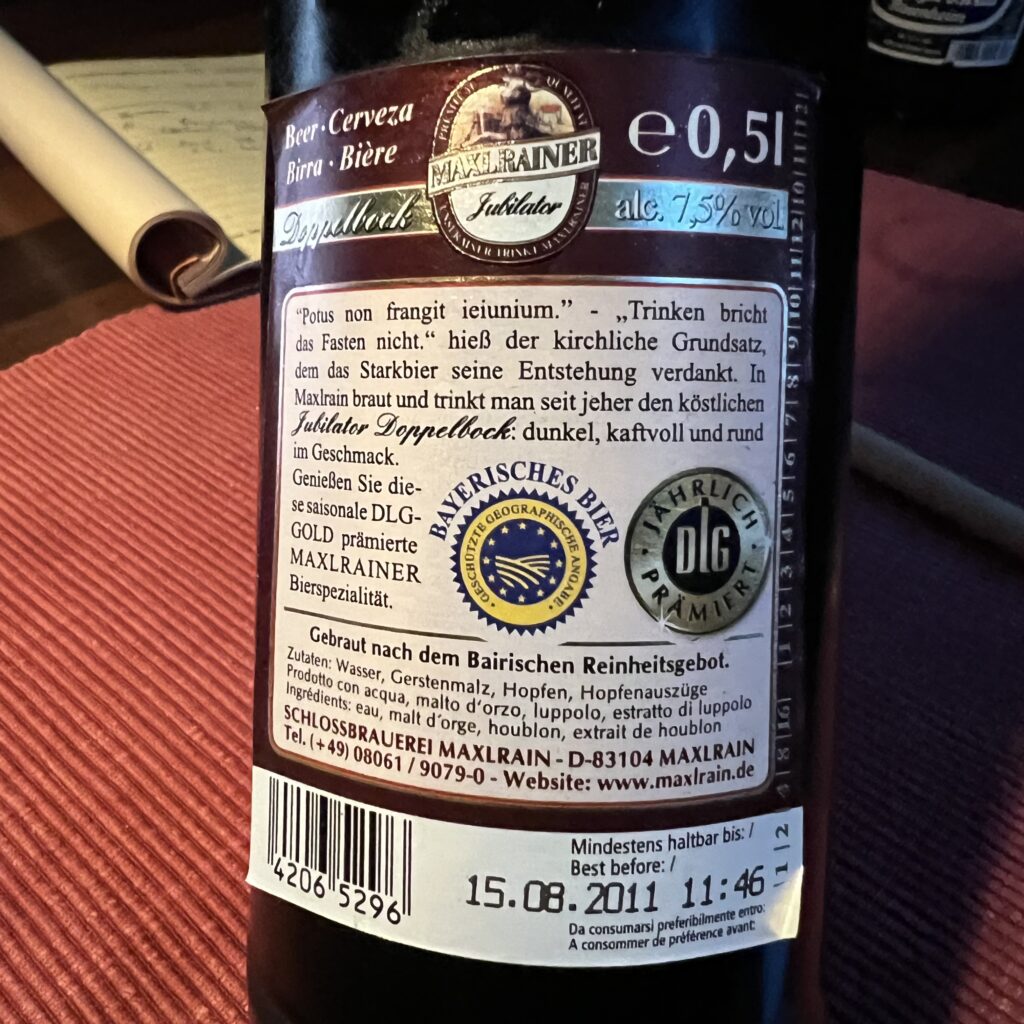 Beer · Cerveza
Birra · Bière
PREMIUM QUALITÄT
MAXLRAINER
Jubilator
℮ 0,5l
Doppelbock
alc. 7,5% vol
“Potus non frangit ieiunium.” - „Trinken bricht
das Fasten nicht.“ hieß der kirchliche Grundsatz,
dem das Starkbier seine Entstehung verdankt. In
Maxlrain braut und trinkt man seit jeher den köstlichen
Jubilator Doppelbock: dunkel, kaftvoll und rund
im Geschmack.
Genießen Sie die-
se saisonale DLG-
GOLD prämierte
MAXLRAINER
Bierspezialität.
BAYERISCHES BIER
GESCHÜTZTE GEOGRAPHISCHE ANGABE
JÄHRLICH
DLG
PRÄMIERT
Gebraut nach dem Bairischen Reinheitsgebot.
Zutaten: Wasser, Gerstenmalz, Hopfen, Hopfenauszüge
Prodotto con acqua, malto d’orzo, luppolo, estratto di luppolo
Ingrédients: eau, malt d’orge, houblon, extrait de houblon
SCHLOSSBRAUEREI MAXLRAIN - D-83104 MAXLRAIN
Tel. (+49) 08061 / 9079-0 - Website: www.maxlrain.de
4206 5296
Mindestens haltbar bis: /
Best before: /
15.08.2011 11:46
Da consumarsi preferibilmente entro:
A consommer de préférence avant: